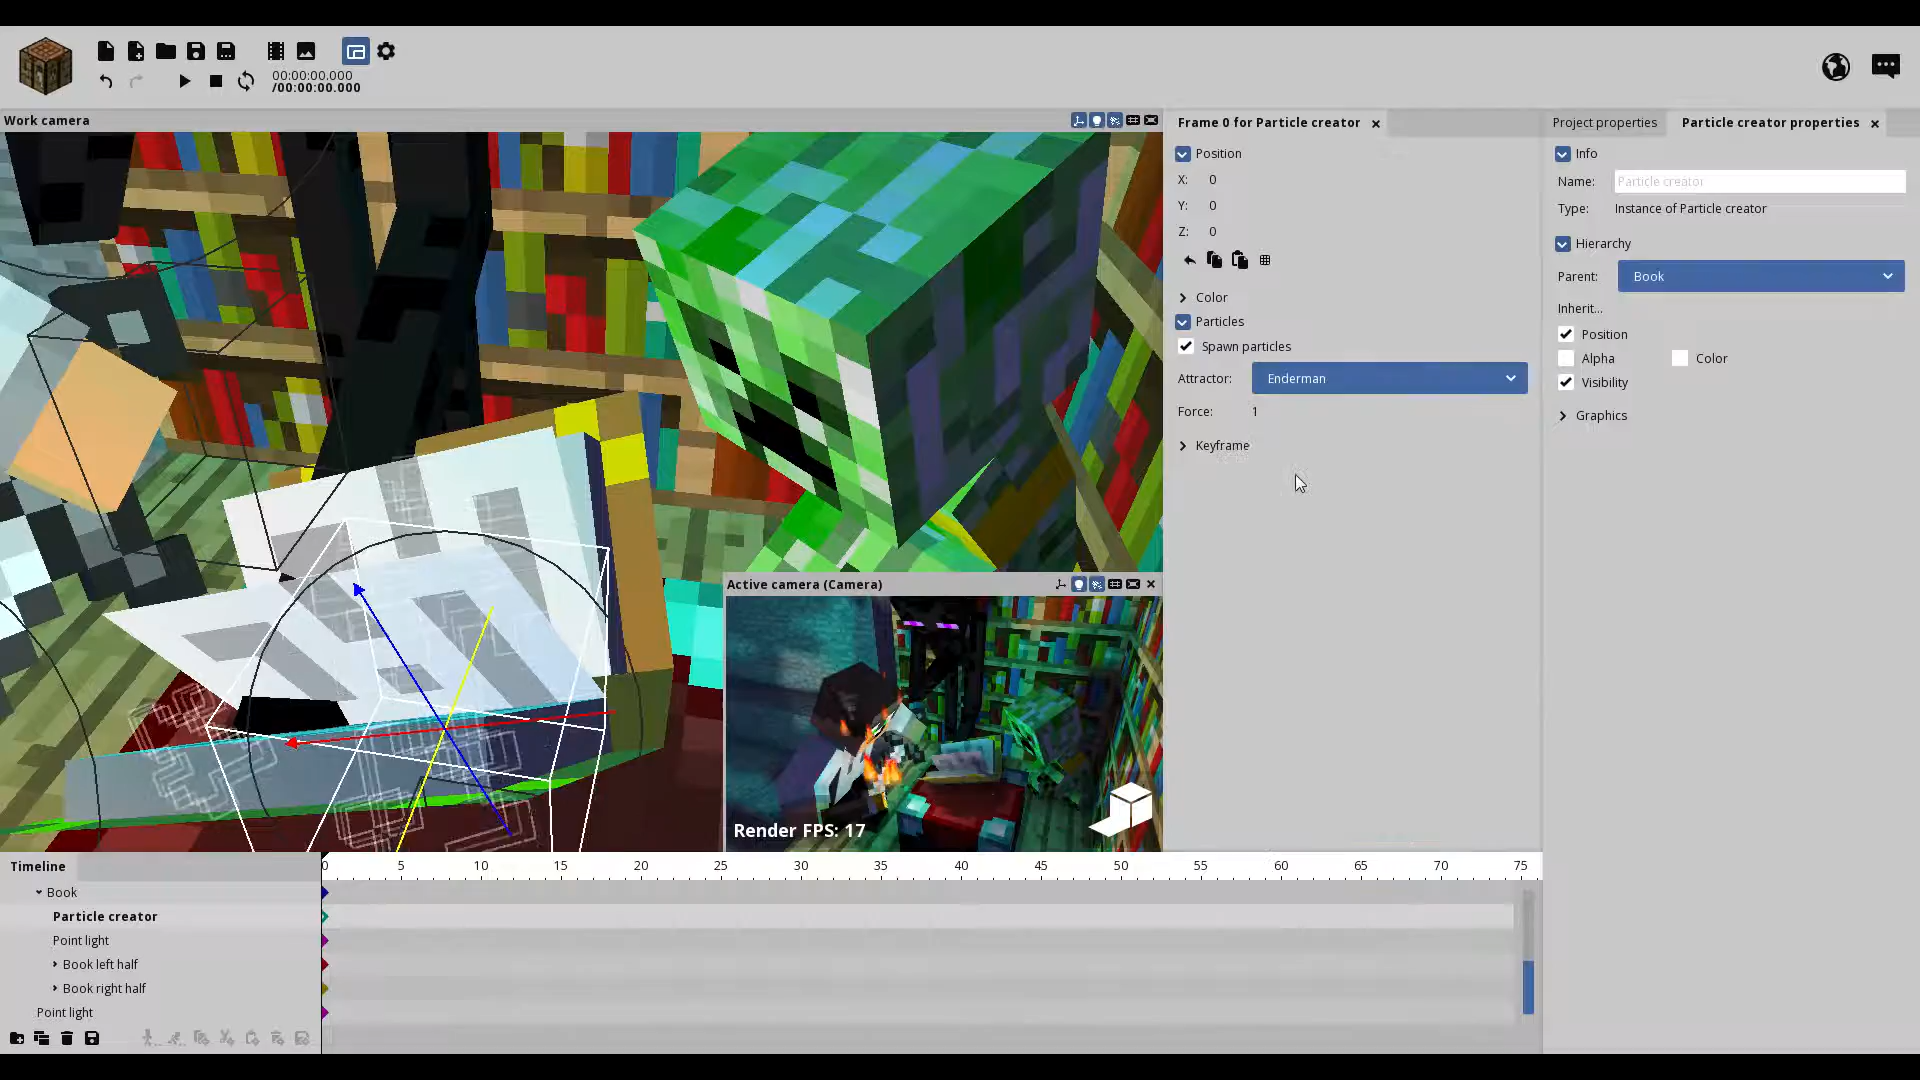 00:00:00.000
/00:00:00.000
Work camera
Frame 0 for Particle creator
Position
X: 0
Y: 0
Z: 0
Color
Particles
Spawn particles
Attractor: Enderman
Force: 1
Keyframe
Project properties
Particle creator properties
Info
Name: Particle creator
Type: Instance of Particle creator
Hierarchy
Parent: Book
Inherit...
Position
Alpha
Color
Visibility
Graphics
Active camera (Camera)
Render FPS: 17
Timeline
0 5 10 15 20 25 30 35 40 45 50 55 60 65 70 75
Book
Particle creator
Point light
Book left half
Book right half
Point light